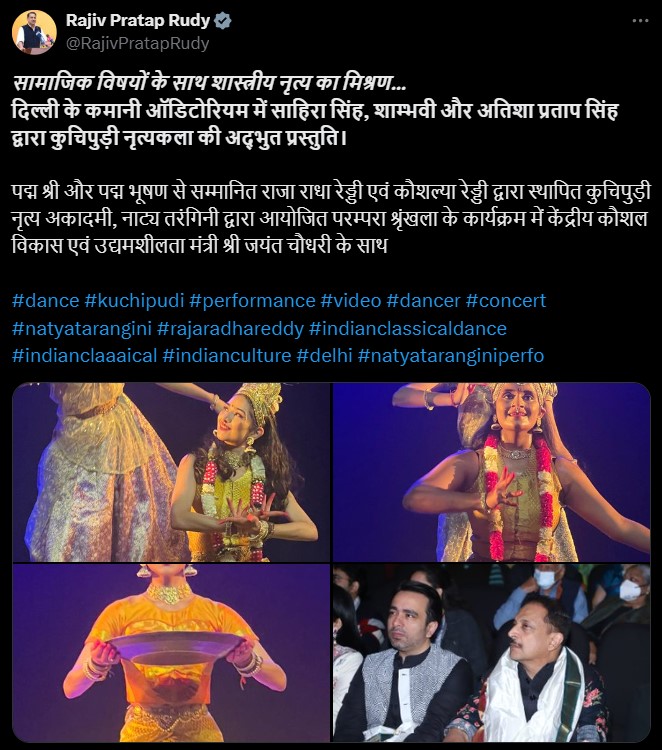 Rajiv Pratap Rudy
@RajivPratapRudy
सामाजिक विषयों के साथ शास्त्रीय नृत्य का मिश्रण...
दिल्ली के कमानी ऑडिटोरियम में साहिरा सिंह, शाम्भवी और अतिशा प्रताप सिंह
द्वारा कुचिपुड़ी नृत्यकला की अद्भुत प्रस्तुति।
पद्म श्री और पद्म भूषण से सम्मानित राजा राधा रेड्डी एवं कौशल्या रेड्डी द्वारा स्थापित कुचिपुड़ी
नृत्य अकादमी, नाट्य तरंगिनी द्वारा आयोजित परम्परा श्रृंखला के कार्यक्रम में केंद्रीय कौशल
विकास एवं उद्यमशीलता मंत्री श्री जयंत चौधरी के साथ
#dance #kuchipudi #performance #video #dancer #concert
#natyatarangini #rajaradhareddy #indianclassicaldance
#indianclaaaical #indianculture #delhi #natyataranginiperfo